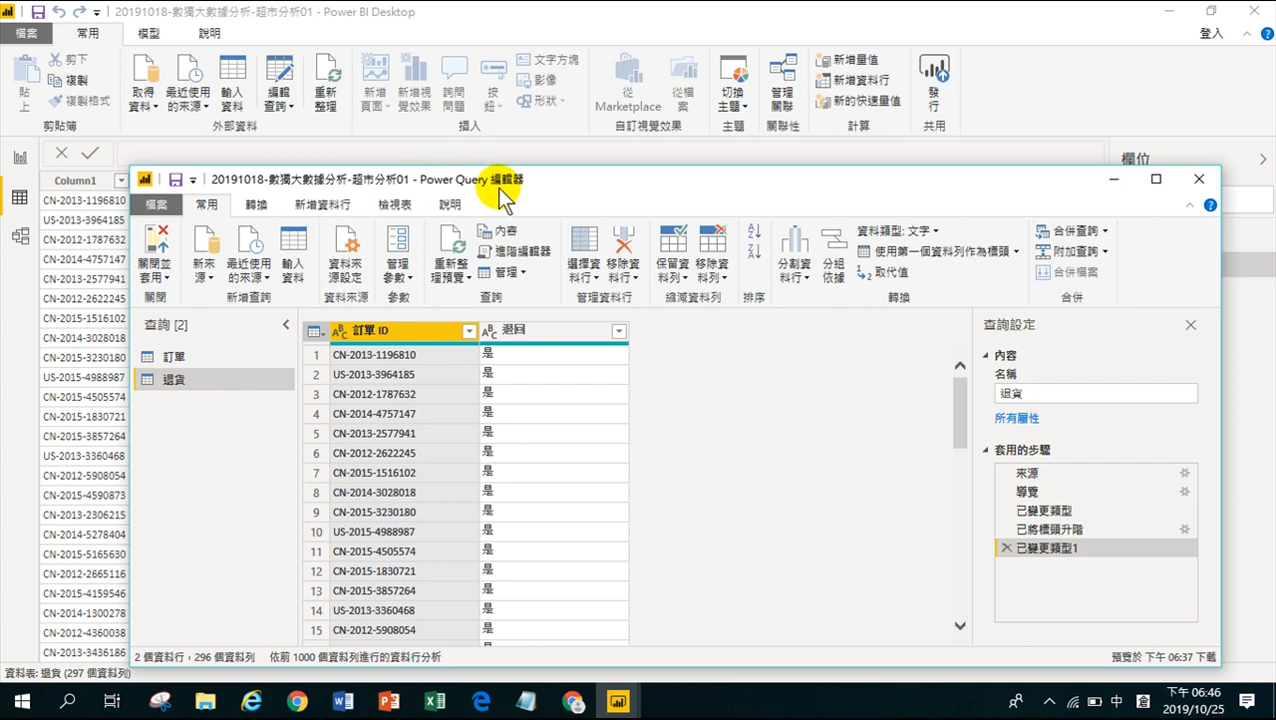 20191018-數獨大數據分析-超市分析01 - Power BI Desktop
檔案 常用 模型 說明 登入
貼上 剪下 複製 複製格式 剪貼簿
取得資料 最近使用的來源 輸入資料 編輯查詢 重新整理 外部資料
新增頁面 新增視覺效果 詢問問題 按鈕 文字方塊 影像 形狀 插入
從 Marketplace 從檔案 自訂視覺效果
切換主題 主題
管理關聯 關聯性
新增量值 新增資料行 新的快速量值 計算
發行 共用
欄位
Column1
CN-2013-1196810
US-2013-3964185
CN-2012-1787632
CN-2014-4757147
CN-2013-2577941
CN-2012-2622245
CN-2015-1516102
CN-2014-3028018
CN-2015-3230180
US-2015-4988987
CN-2015-4505574
CN-2015-1830721
CN-2015-3857264
US-2013-3360468
CN-2012-5908054
CN-2015-4590873
CN-2013-2306215
CN-2014-5278404
CN-2015-5165630
CN-2012-2665116
CN-2015-4159546
CN-2014-1300278
CN-2012-4360038
CN-2013-3436186
資料表: 退貨 (297 個資料列)
20191018-數獨大數據分析-超市分析01 - Power Query 編輯器
檔案 常用 轉換 新增資料行 檢視表 說明
關閉並套用 關閉
新來源 最近使用的來源 輸入資料 新增查詢
資料來源設定 資料來源
管理參數 參數
重新整理預覽 內容 進階編輯器 管理 查詢
選擇資料行 移除資料行 管理資料行
保留資料列 移除資料列 縮減資料列
排序
分割資料行 分組依據 資料類型: 文字 使用第一個資料列作為標頭 取代值 轉換
合併查詢 附加查詢 合併檔案 合併
查詢 [2]
訂單
退貨
訂單 ID 退回
1 CN-2013-1196810 是
2 US-2013-3964185 是
3 CN-2012-1787632 是
4 CN-2014-4757147 是
5 CN-2013-2577941 是
6 CN-2012-2622245 是
7 CN-2015-1516102 是
8 CN-2014-3028018 是
9 CN-2015-3230180 是
10 US-2015-4988987 是
11 CN-2015-4505574 是
12 CN-2015-1830721 是
13 CN-2015-3857264 是
14 US-2013-3360468 是
15 CN-2012-5908054 是
查詢設定
內容
名稱
退貨
所有屬性
套用的步驟
來源
導覽
已變更類型
已將標頭升階
已變更類型1
2 個資料行，296 個資料列 依前 1000 個資料列進行的資料行分析 預覽於 下午 06:37 下載
中 下午 06:46
2019/10/25